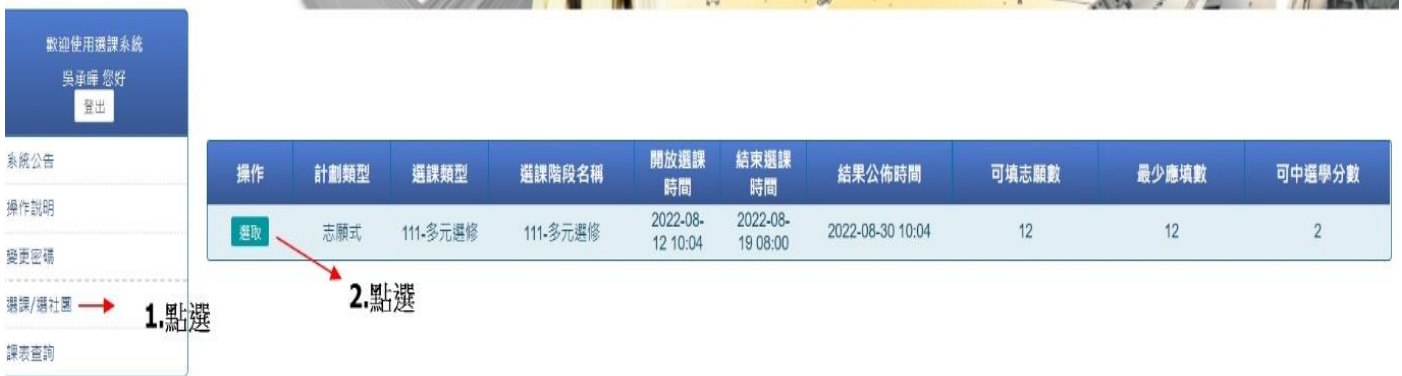 歡迎使用選課系統
吳承曄 您好
登出
系統公告
操作說明
變更密碼
選課/選社團
課表查詢
操作 計劃類型 選課類型 選課階段名稱 開放選課時間 結束選課時間 結果公佈時間 可填志願數 最少應填數 可中選學分數
選取 志願式 111-多元選修 111-多元選修 2022-08-12 10:04 2022-08-19 08:00 2022-08-30 10:04 12 12 2
1.點選
2.點選